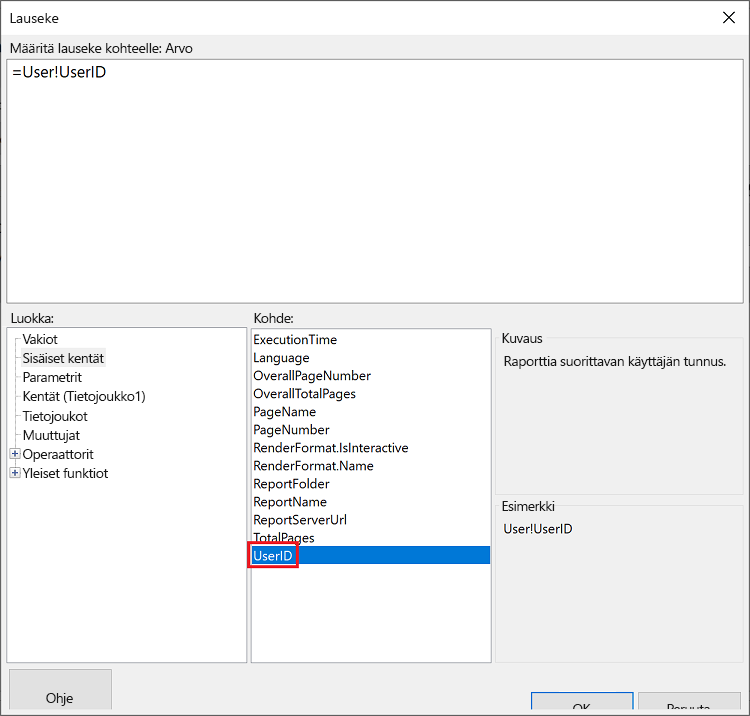 Lauseke
Määritä lauseke kohteelle: Arvo
=User!UserID
Luokka:
Vakiot
Sisäiset kentät
Parametrit
Kentät (Tietojoukko1)
Tietojoukot
Muuttujat
Operaattorit
Yleiset funktiot
Kohde:
ExecutionTime
Language
OverallPageNumber
OverallTotalPages
PageName
PageNumber
RenderFormat.IsInteractive
RenderFormat.Name
ReportFolder
ReportName
ReportServerUrl
TotalPages
UserID
Kuvaus
Raporttia suorittavan käyttäjän tunnus.
Esimerkki
User!UserID
Ohje
OK
Peruuta